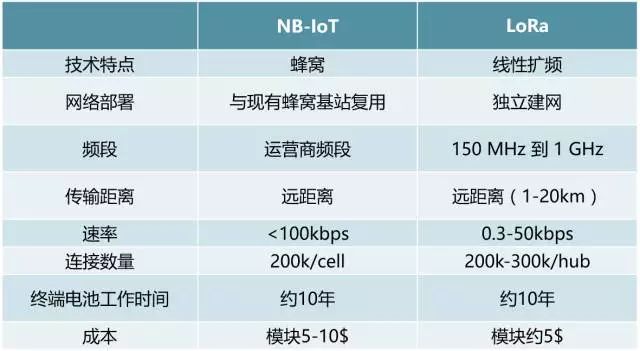 NB-IoT LoRa
技术特点 蜂窝 线性扩频
网络部署 与现有蜂窝基站复用 独立建网
频段 运营商频段 150 MHz 到 1 GHz
传输距离 远距离 远距离（1-20km）
速率 <100kbps 0.3-50kbps
连接数量 200k/cell 200k-300k/hub
终端电池工作时间 约10年 约10年
成本 模块5-10$ 模块约5$